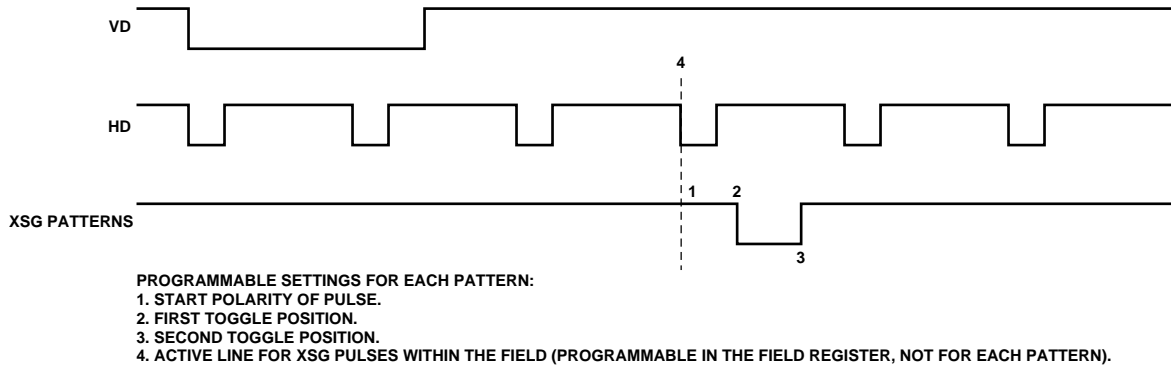 VD
4
HD
1
2
XSG PATTERNS
3
PROGRAMMABLE SETTINGS FOR EACH PATTERN:
1. START POLARITY OF PULSE.
2. FIRST TOGGLE POSITION.
3. SECOND TOGGLE POSITION.
4. ACTIVE LINE FOR XSG PULSES WITHIN THE FIELD (PROGRAMMABLE IN THE FIELD REGISTER, NOT FOR EACH PATTERN).